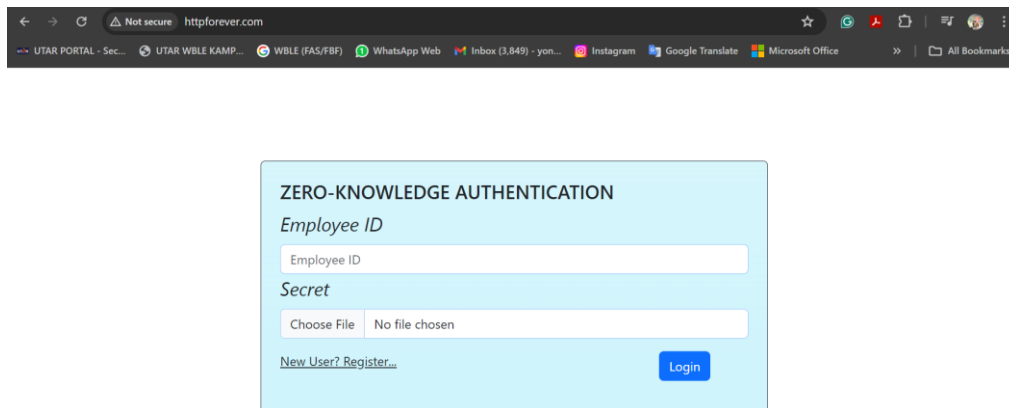 Not secure httpforever.com
UTAR PORTAL - Sec... UTAR WBLE KAMP... WBLE (FAS/FBF) WhatsApp Web Inbox (3,849) - yon... Instagram Google Translate Microsoft Office » All Bookmarks
ZERO-KNOWLEDGE AUTHENTICATION
Employee ID
Employee ID
Secret
Choose File No file chosen
New User? Register... Login